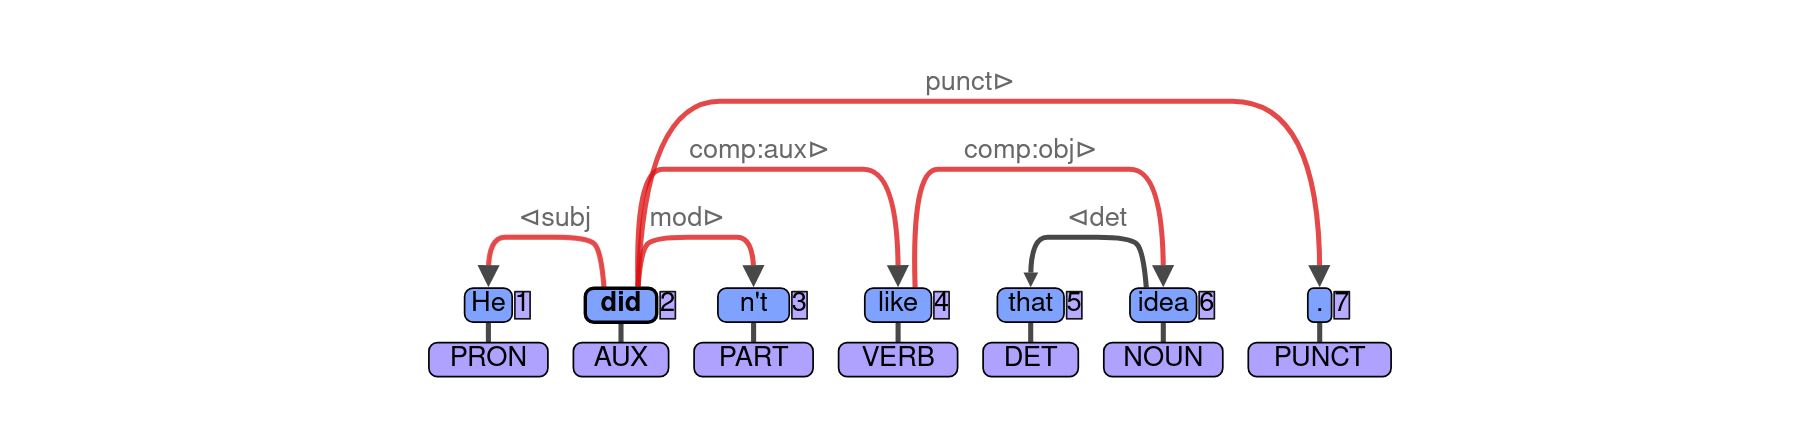 punct⊳
comp:aux⊳ comp:obj⊳
⊲subj mod⊳ ⊲det
He 1 did 2 n't 3 like 4 that 5 idea 6 . 7
PRON AUX PART VERB DET NOUN PUNCT